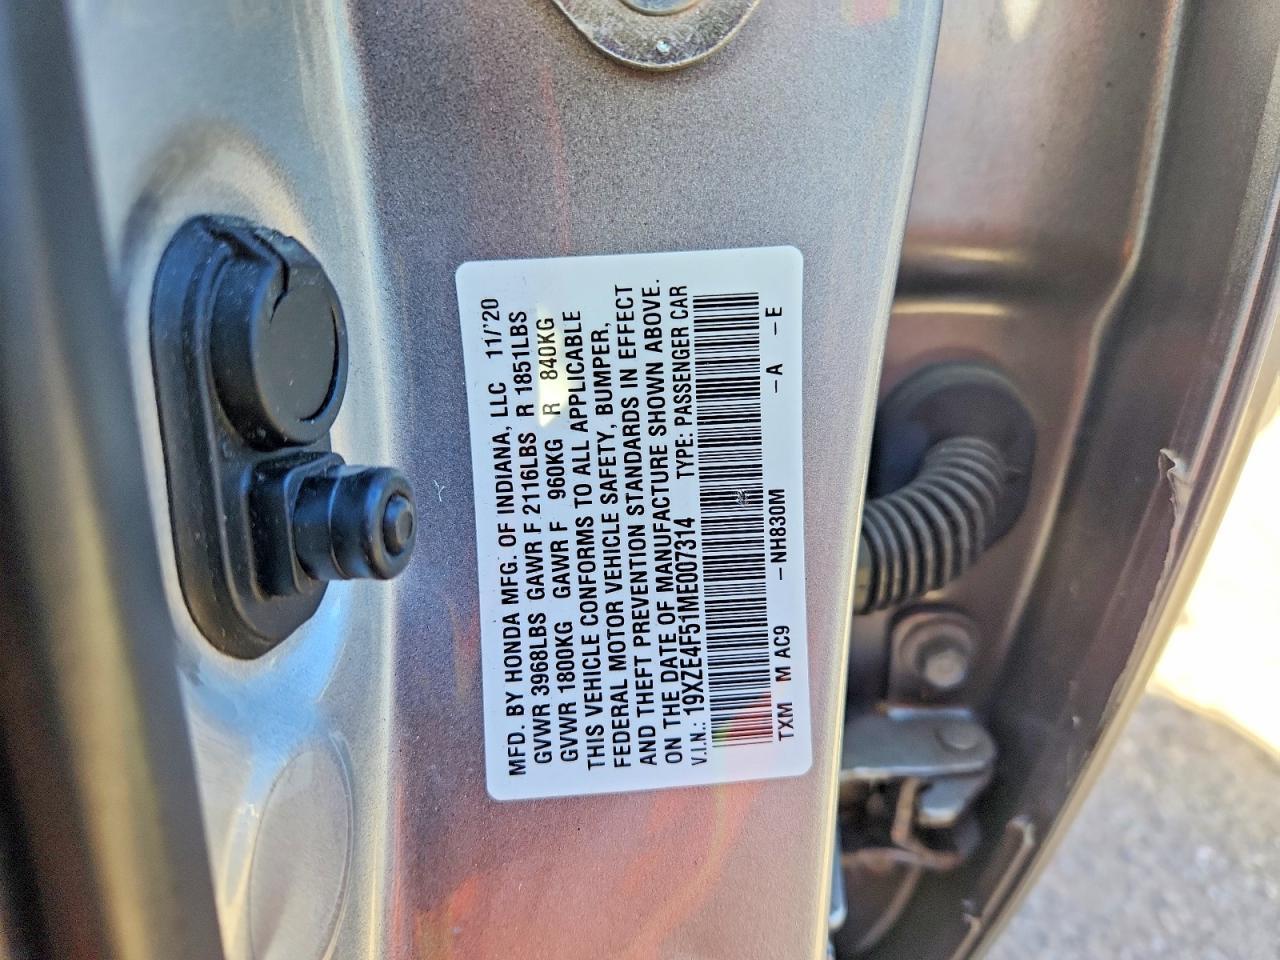 MFD. BY HONDA MFG. OF INDIANA, LLC 11/'20
GVWR 3968LBS GAWR F 2116LBS R 1851LBS
GVWR 1800KG GAWR F 960KG R 840KG
THIS VEHICLE CONFORMS TO ALL APPLICABLE
FEDERAL MOTOR VEHICLE SAFETY, BUMPER,
AND THEFT PREVENTION STANDARDS IN EFFECT
ON THE DATE OF MANUFACTURE SHOWN ABOVE.
V.I.N.: 19XZE4F51ME007314 TYPE: PASSENGER CAR
TXM M AC9 – NH830M – A – E